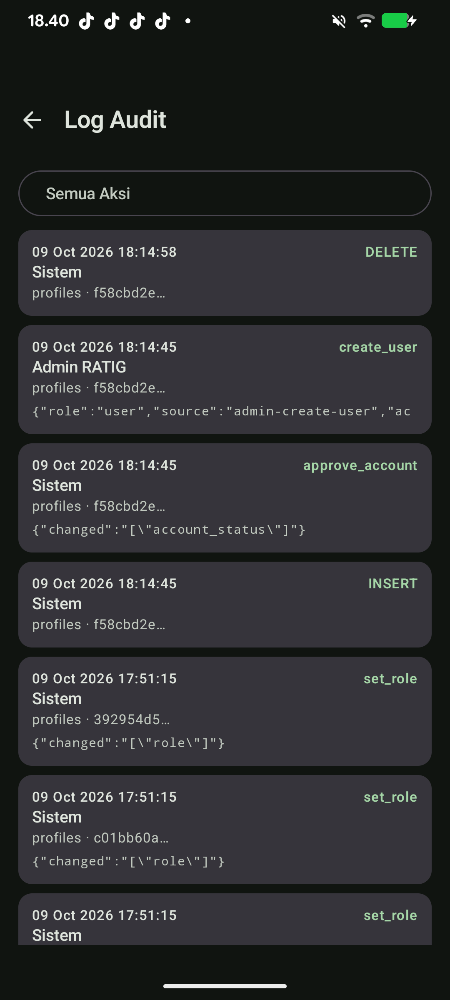 18.40
Log Audit
Semua Aksi
09 Oct 2026 18:14:58 DELETE
Sistem
profiles · f58cbd2e…
09 Oct 2026 18:14:45 create_user
Admin RATIG
profiles · f58cbd2e…
{"role":"user","source":"admin-create-user","ac
09 Oct 2026 18:14:45 approve_account
Sistem
profiles · f58cbd2e…
{"changed":"[\"account_status\"]"}
09 Oct 2026 18:14:45 INSERT
Sistem
profiles · f58cbd2e…
09 Oct 2026 17:51:15 set_role
Sistem
profiles · 392954d5…
{"changed":"[\"role\"]"}
09 Oct 2026 17:51:15 set_role
Sistem
profiles · c01bb60a…
{"changed":"[\"role\"]"}
09 Oct 2026 17:51:15 set_role
Sistem